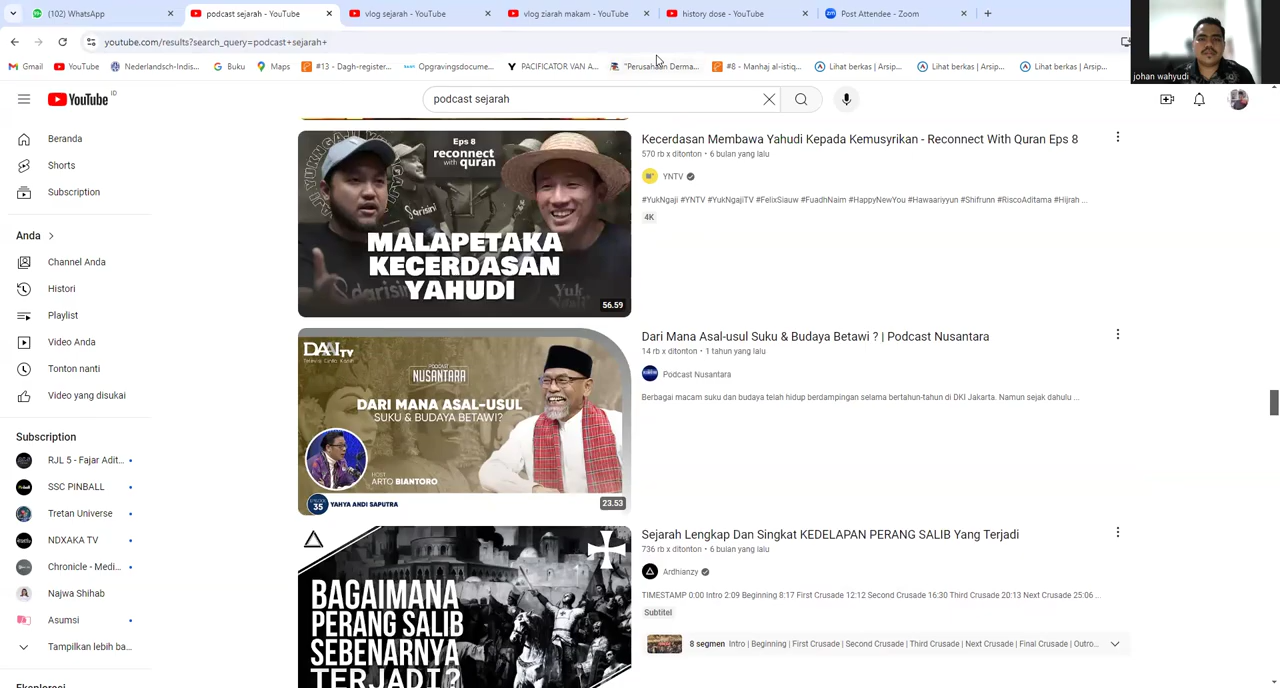 (102) WhatsApp
podcast sejarah - YouTube
vlog sejarah - YouTube
vlog ziarah makam - YouTube
history dose - YouTube
Post Attendee - Zoom
youtube.com/results?search_query=podcast+sejarah+
Gmail
YouTube
Nederlandsch-Indis...
Buku
Maps
#13 - Dagh-register...
Opgravingsdocume...
PACIFICATOR VAN A...
"Perusahaan Derma...
#8 - Manhaj al-istiq...
Lihat berkas | Arsip...
Lihat berkas | Arsip...
Lihat berkas | Arsip...
johan wahyudi
YouTube ID
podcast sejarah
Beranda
Shorts
Subscription
Anda
Channel Anda
Histori
Playlist
Video Anda
Tonton nanti
Video yang disukai
Subscription
RJL 5 - Fajar Adit...
SSC PINBALL
Tretan Universe
NDXAKA TV
Chronicle - Medi...
Najwa Shihab
Asumsi
Tampilkan lebih ba...
Eksplorasi
Eps 8
reconnect
with quran
MALAPETAKA
KECERDASAN
YAHUDI
56.59
Kecerdasan Membawa Yahudi Kepada Kemusyrikan - Reconnect With Quran Eps 8
570 rb x ditonton • 6 bulan yang lalu
YNTV
#YukNgaji #YNTV #YukNgajiTV #FelixSiauw #FuadhNaim #HappyNewYou #Hawaariyyun #Shifrunn #RiscoAditama #Hijrah ...
4K
DAAI TV
PODCAST
NUSANTARA
DARI MANA ASAL-USUL
SUKU & BUDAYA BETAWI?
HOST
ARTO BIANTORO
35
YAHYA ANDI SAPUTRA
23.53
Dari Mana Asal-usul Suku & Budaya Betawi ? | Podcast Nusantara
14 rb x ditonton • 1 tahun yang lalu
Podcast Nusantara
Berbagai macam suku dan budaya telah hidup berdampingan selama bertahun-tahun di DKI Jakarta. Namun sejak dahulu ...
BAGAIMANA
PERANG SALIB
SEBENARNYA
TERJADI?
Sejarah Lengkap Dan Singkat KEDELAPAN PERANG SALIB Yang Terjadi
736 rb x ditonton • 6 bulan yang lalu
Ardhianzy
TIMESTAMP 0:00 Intro 2:09 Beginning 8:17 First Crusade 12:12 Second Crusade 16:30 Third Crusade 20:13 Next Crusade 25:06 ...
Subtitel
8 segmen Intro | Beginning | First Crusade | Second Crusade | Third Crusade | Next Crusade | Final Crusade | Outro...